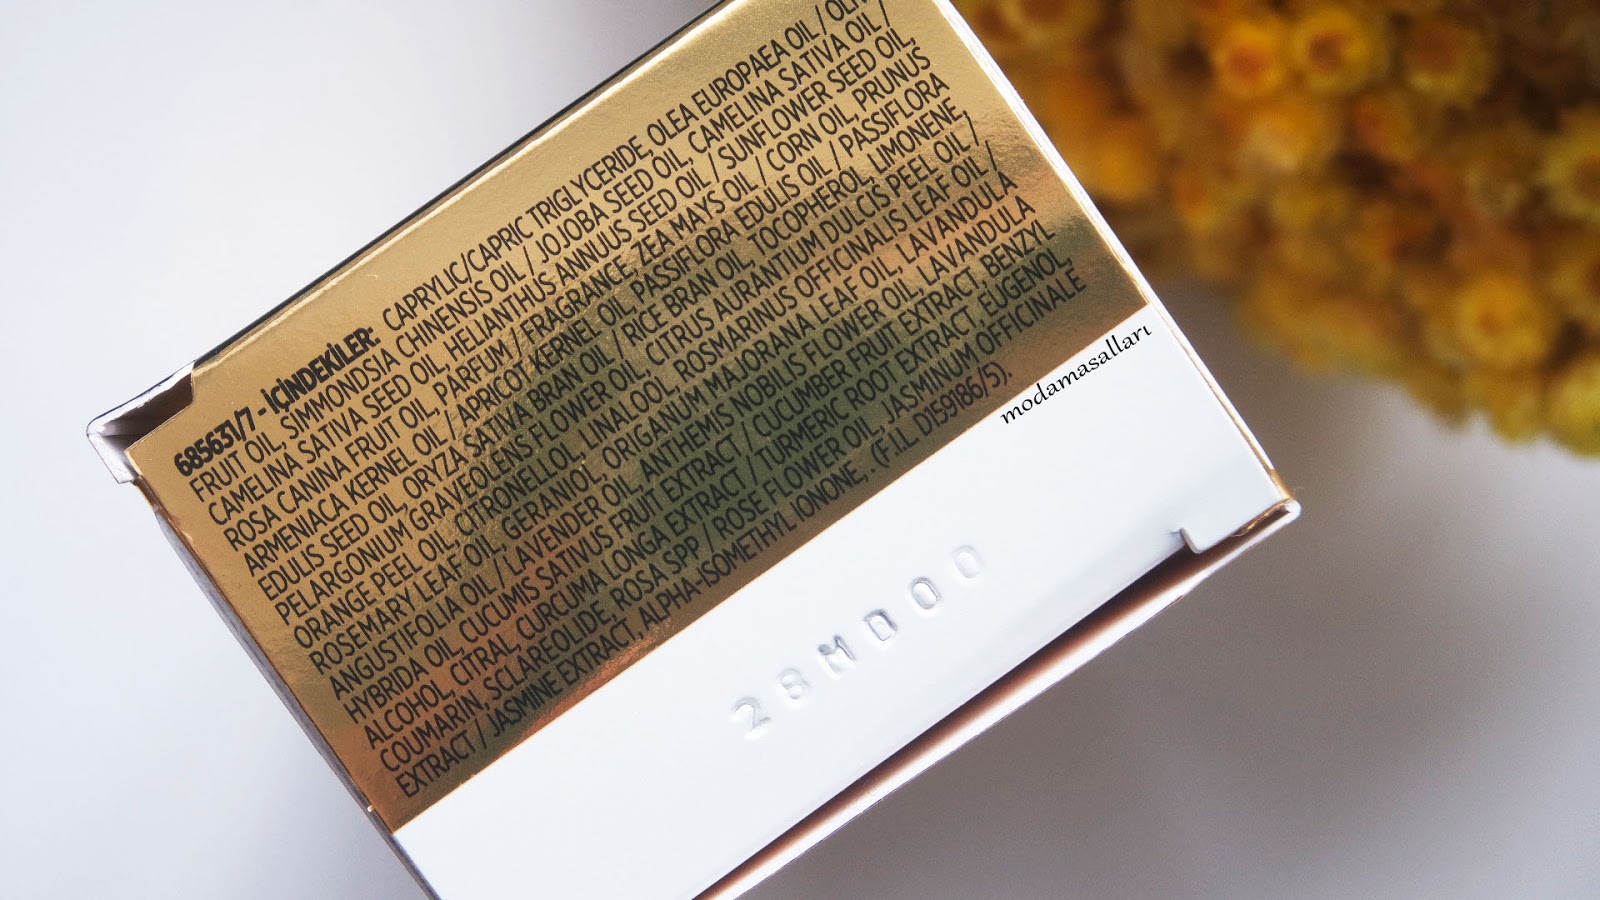 685631/7 - İÇİNDEKİLER: CAPRYLIC/CAPRIC TRIGLYCERIDE, OLEA EUROPAEA OIL / OLIVE
FRUIT OIL, SIMMONDSIA CHINENSIS OIL / JOJOBA SEED OIL, CAMELINA SATIVA OIL /
CAMELINA SATIVA SEED OIL, HELIANTHUS ANNUUS SEED OIL / SUNFLOWER SEED OIL,
ROSA CANINA FRUIT OIL, PARFUM / FRAGRANCE, ZEA MAYS OIL / CORN OIL, PRUNUS
ARMENIACA KERNEL OIL / APRICOT KERNEL OIL, PASSIFLORA EDULIS OIL / PASSIFLORA
EDULIS SEED OIL, ORYZA SATIVA BRAN OIL / RICE BRAN OIL, TOCOPHEROL, LIMONENE,
PELARGONIUM GRAVEOLENS FLOWER OIL, CITRUS AURANTIUM DULCIS PEEL OIL /
ORANGE PEEL OIL, CITRONELLOL, LINALOOL, ROSMARINUS OFFICINALIS LEAF OIL /
ROSEMARY LEAF OIL, GERANIOL, ORIGANUM MAJORANA LEAF OIL, LAVANDULA
ANGUSTIFOLIA OIL / LAVENDER OIL, ANTHEMIS NOBILIS FLOWER OIL, LAVANDULA
HYBRIDA OIL, CUCUMIS SATIVUS FRUIT EXTRACT / CUCUMBER FRUIT EXTRACT, BENZYL
ALCOHOL, CITRAL, CURCUMA LONGA EXTRACT / TURMERIC ROOT EXTRACT, EUGENOL,
COUMARIN, SCLAREOLIDE, ROSA SPP / ROSE FLOWER OIL, JASMINUM OFFICINALE
EXTRACT / JASMINE EXTRACT, ALPHA-ISOMETHYL IONONE, . (F.I.L. D159186/5).
modamasalları
28MD00